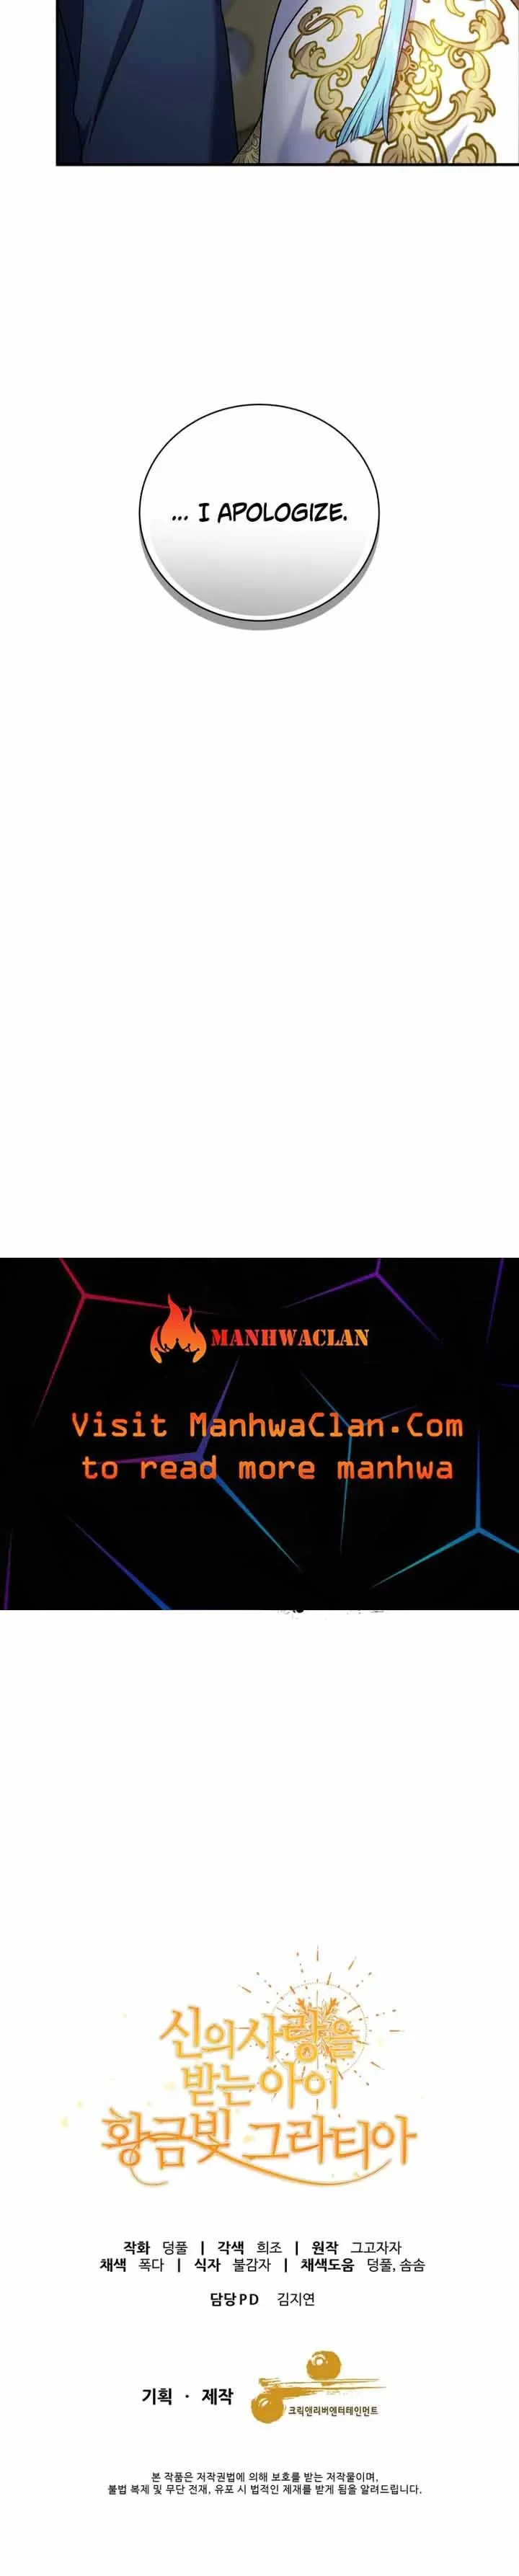 ... I APOLOGIZE.
MANHWACLAN
Visit ManhwaClan.Com
to read more manhwa
신의 사랑을
받는 아이
황금빛 그라티아
작화 덩풀 | 각색 희조 | 원작 그고자자
채색 폭다 | 식자 불감자 | 채색도움 덩풀, 솜솜
담당PD 김지연
기획 · 제작
크릭앤리버엔터테인먼트
본 작품은 저작권법에 의해 보호를 받는 저작물이며,
불법 복제 및 무단 전재, 유포 시 법적인 제재를 받게 됨을 알려드립니다.